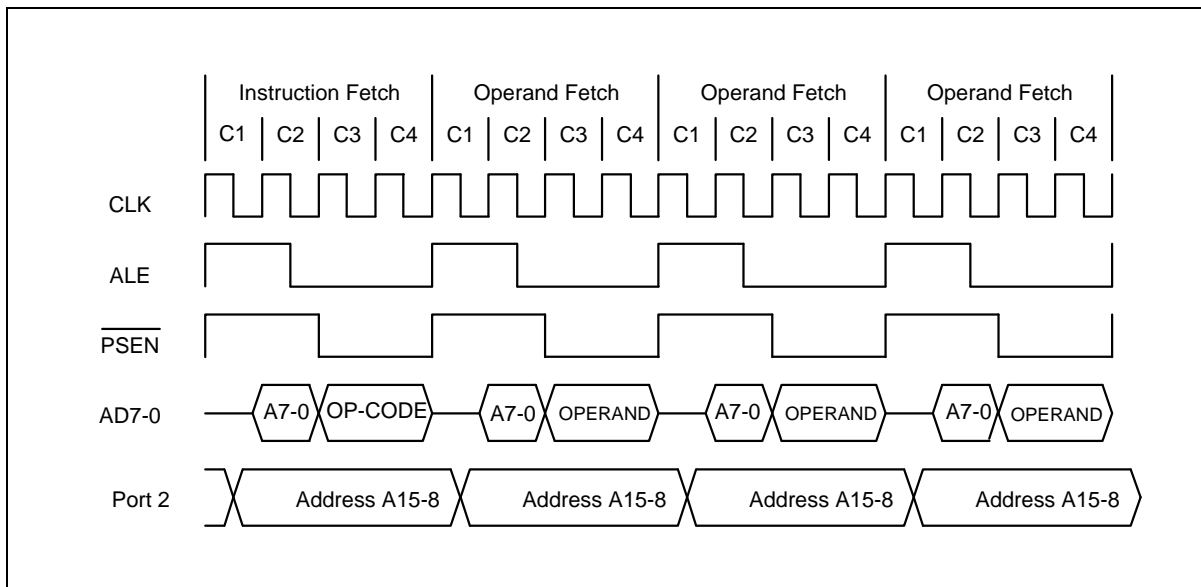 Instruction Fetch Operand Fetch Operand Fetch Operand Fetch
C1 C2 C3 C4 C1 C2 C3 C4 C1 C2 C3 C4 C1 C2 C3 C4
CLK
ALE
PSEN
AD7-0 A7-0 OP-CODE A7-0 OPERAND A7-0 OPERAND A7-0 OPERAND
Port 2 Address A15-8 Address A15-8 Address A15-8 Address A15-8